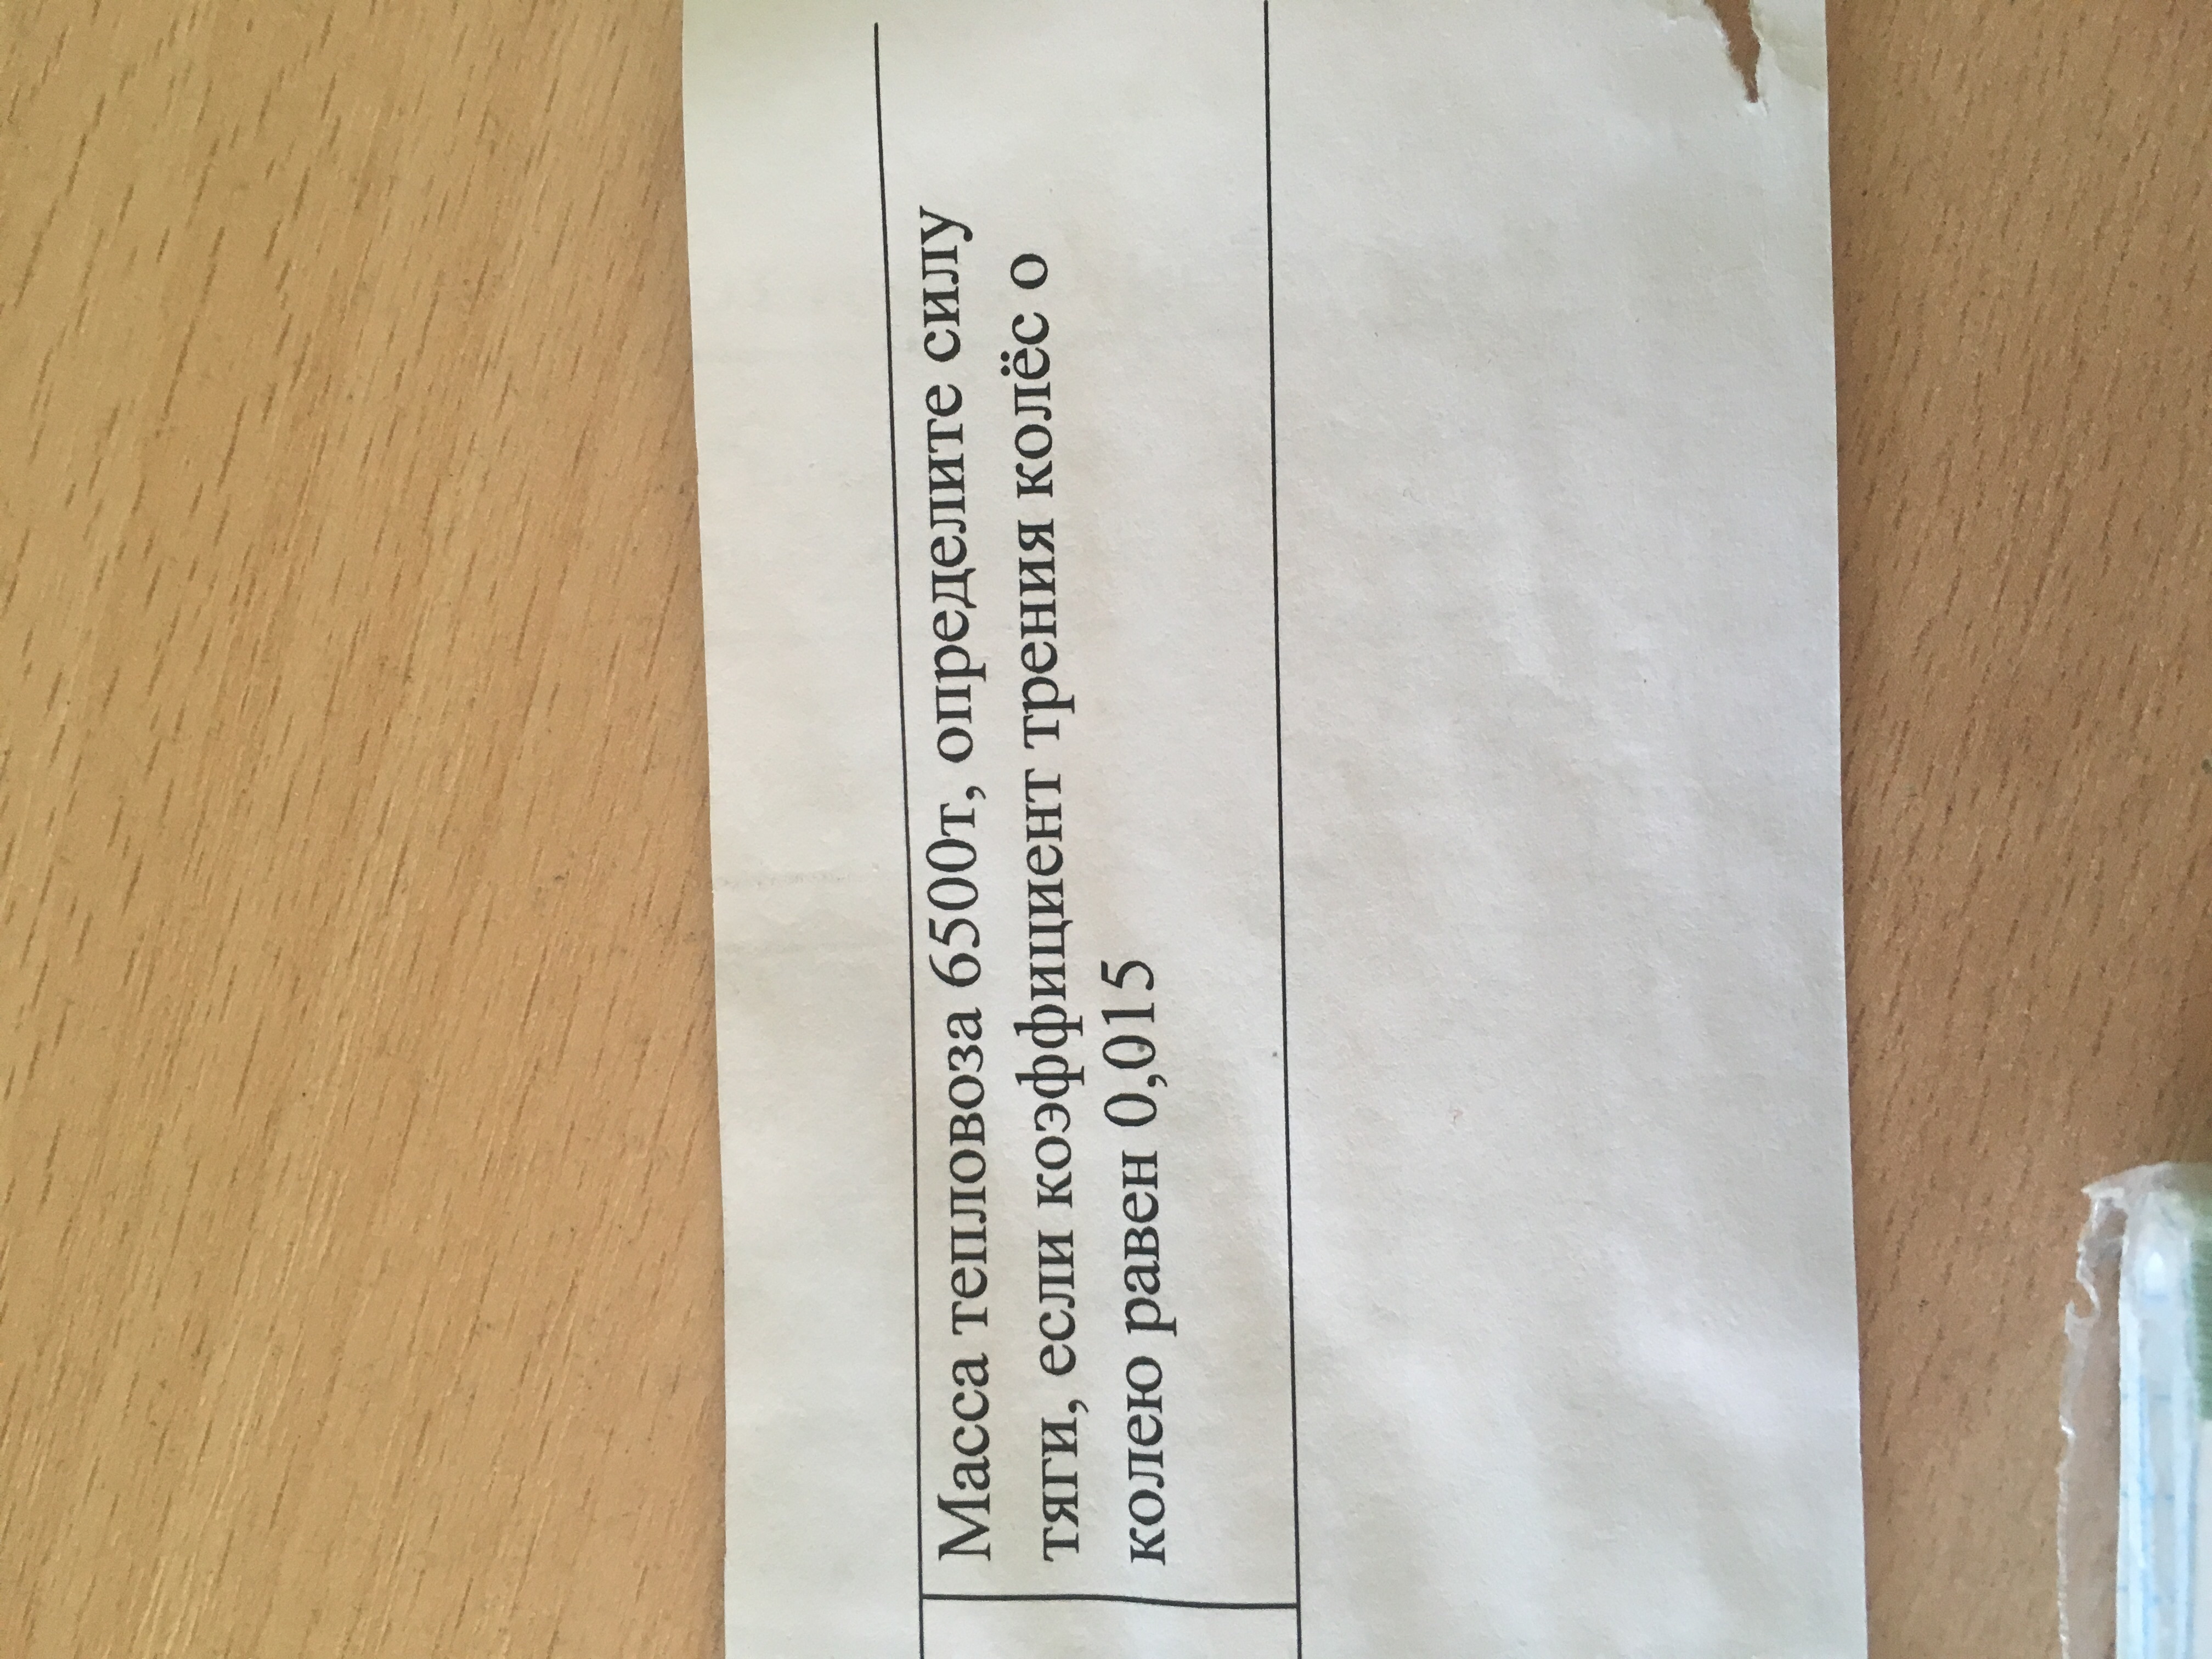 Масса тепловоза 6500т, определите силу
тяги, если коэффициент трения колёс о
колею равен 0,015